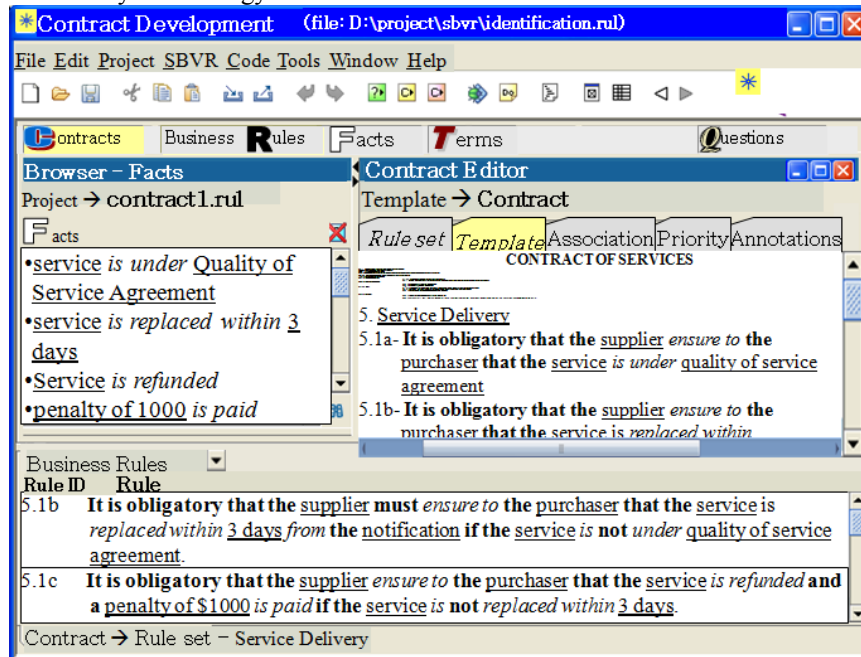 *Contract Development (file: D:\project\sbvr\identification.rul)
File Edit Project SBVR Code Tools Window Help
Contracts Business Rules Facts Terms Questions
Browser – Facts
Project → contract1.rul
Facts
•service is under Quality of
Service Agreement
•service is replaced within 3
days
•Service is refunded
•penalty of 1000 is paid
Contract Editor
Template → Contract
Rule set Template Association Priority Annotations
CONTRACT OF SERVICES
5. Service Delivery
5.1a- It is obligatory that the supplier ensure to the
purchaser that the service is under quality of service
agreement
5.1b- It is obligatory that the supplier ensure to the
purchaser that the service is replaced within
Business Rules
Rule ID Rule
5.1b It is obligatory that the supplier must ensure to the purchaser that the service is
replaced within 3 days from the notification if the service is not under quality of service
agreement.
5.1c It is obligatory that the supplier ensure to the purchaser that the service is refunded and
a penalty of $1000 is paid if the service is not replaced within 3 days.
Contract → Rule set – Service Delivery